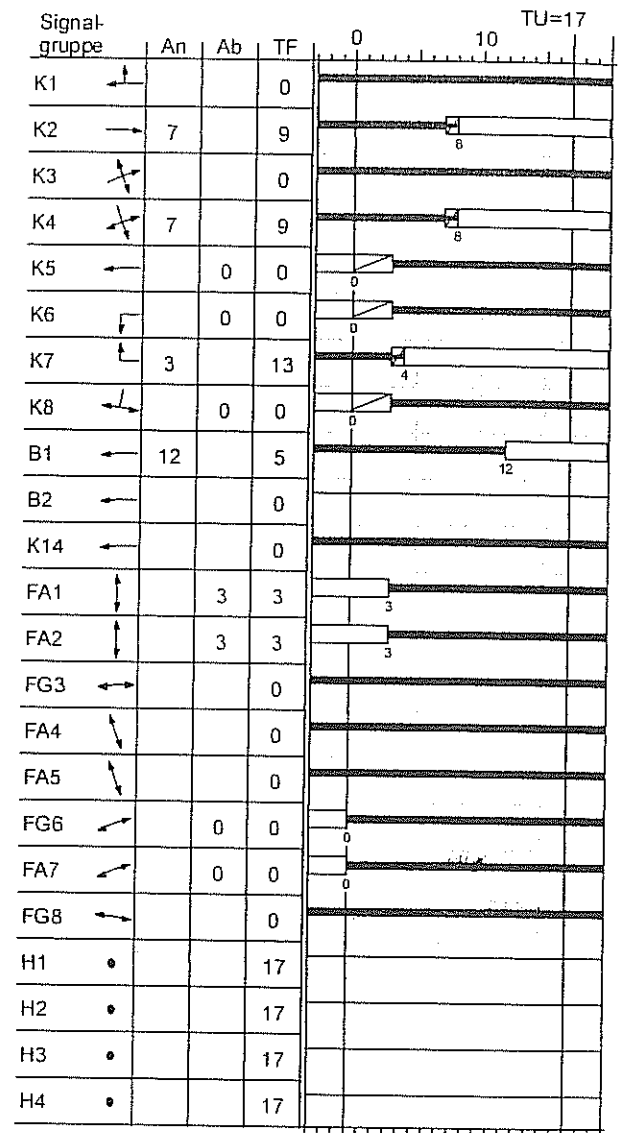 Signal- TU=17
gruppe An Ab TF 0 10
K1 0
K2 7 9
8
K3 0
K4 7 9
8
K5 0 0
0
K6 0 0
0
K7 3 13
4
K8 0 0
0
B1 12 5
12
B2 0
K14 0
FA1 3 3
3
FA2 3 3
3
FG3 0
FA4 0
FA5 0
FG6 0 0
0
FA7 0 0
0
FG8 0
H1 17
H2 17
H3 17
H4 17